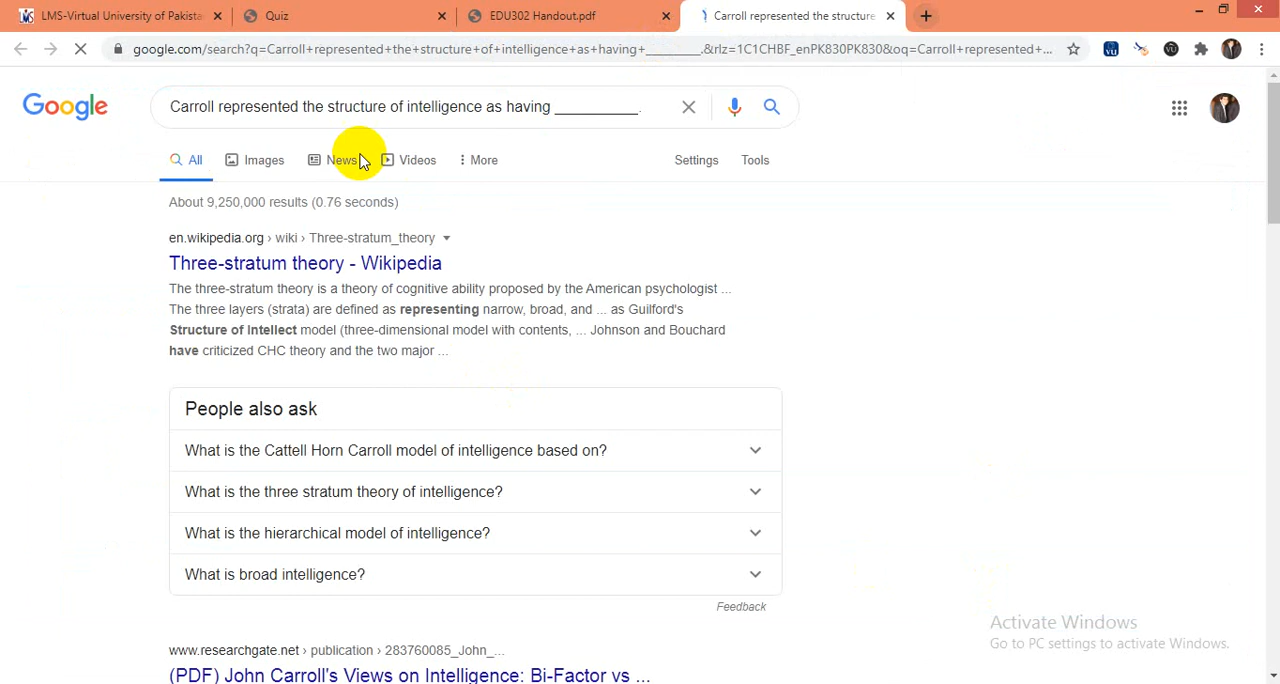 LMS-Virtual University of Pakista
Quiz
EDU302 Handout.pdf
Carroll represented the structure
google.com/search?q=Carroll+represented+the+structure+of+intelligence+as+having+________.&rlz=1C1CHBF_enPK830PK830&oq=Carroll+represented+...
Google
Carroll represented the structure of intelligence as having __________.
All
Images
News
Videos
More
Settings
Tools
About 9,250,000 results (0.76 seconds)
en.wikipedia.org › wiki › Three-stratum_theory
Three-stratum theory - Wikipedia
The three-stratum theory is a theory of cognitive ability proposed by the American psychologist ...
The three layers (strata) are defined as representing narrow, broad, and ... as Guilford's
Structure of Intellect model (three-dimensional model with contents, ... Johnson and Bouchard
have criticized CHC theory and the two major ...
People also ask
What is the Cattell Horn Carroll model of intelligence based on?
What is the three stratum theory of intelligence?
What is the hierarchical model of intelligence?
What is broad intelligence?
Feedback
www.researchgate.net › publication › 283760085_John_...
(PDF) John Carroll's Views on Intelligence: Bi-Factor vs ...
Activate Windows
Go to PC settings to activate Windows.